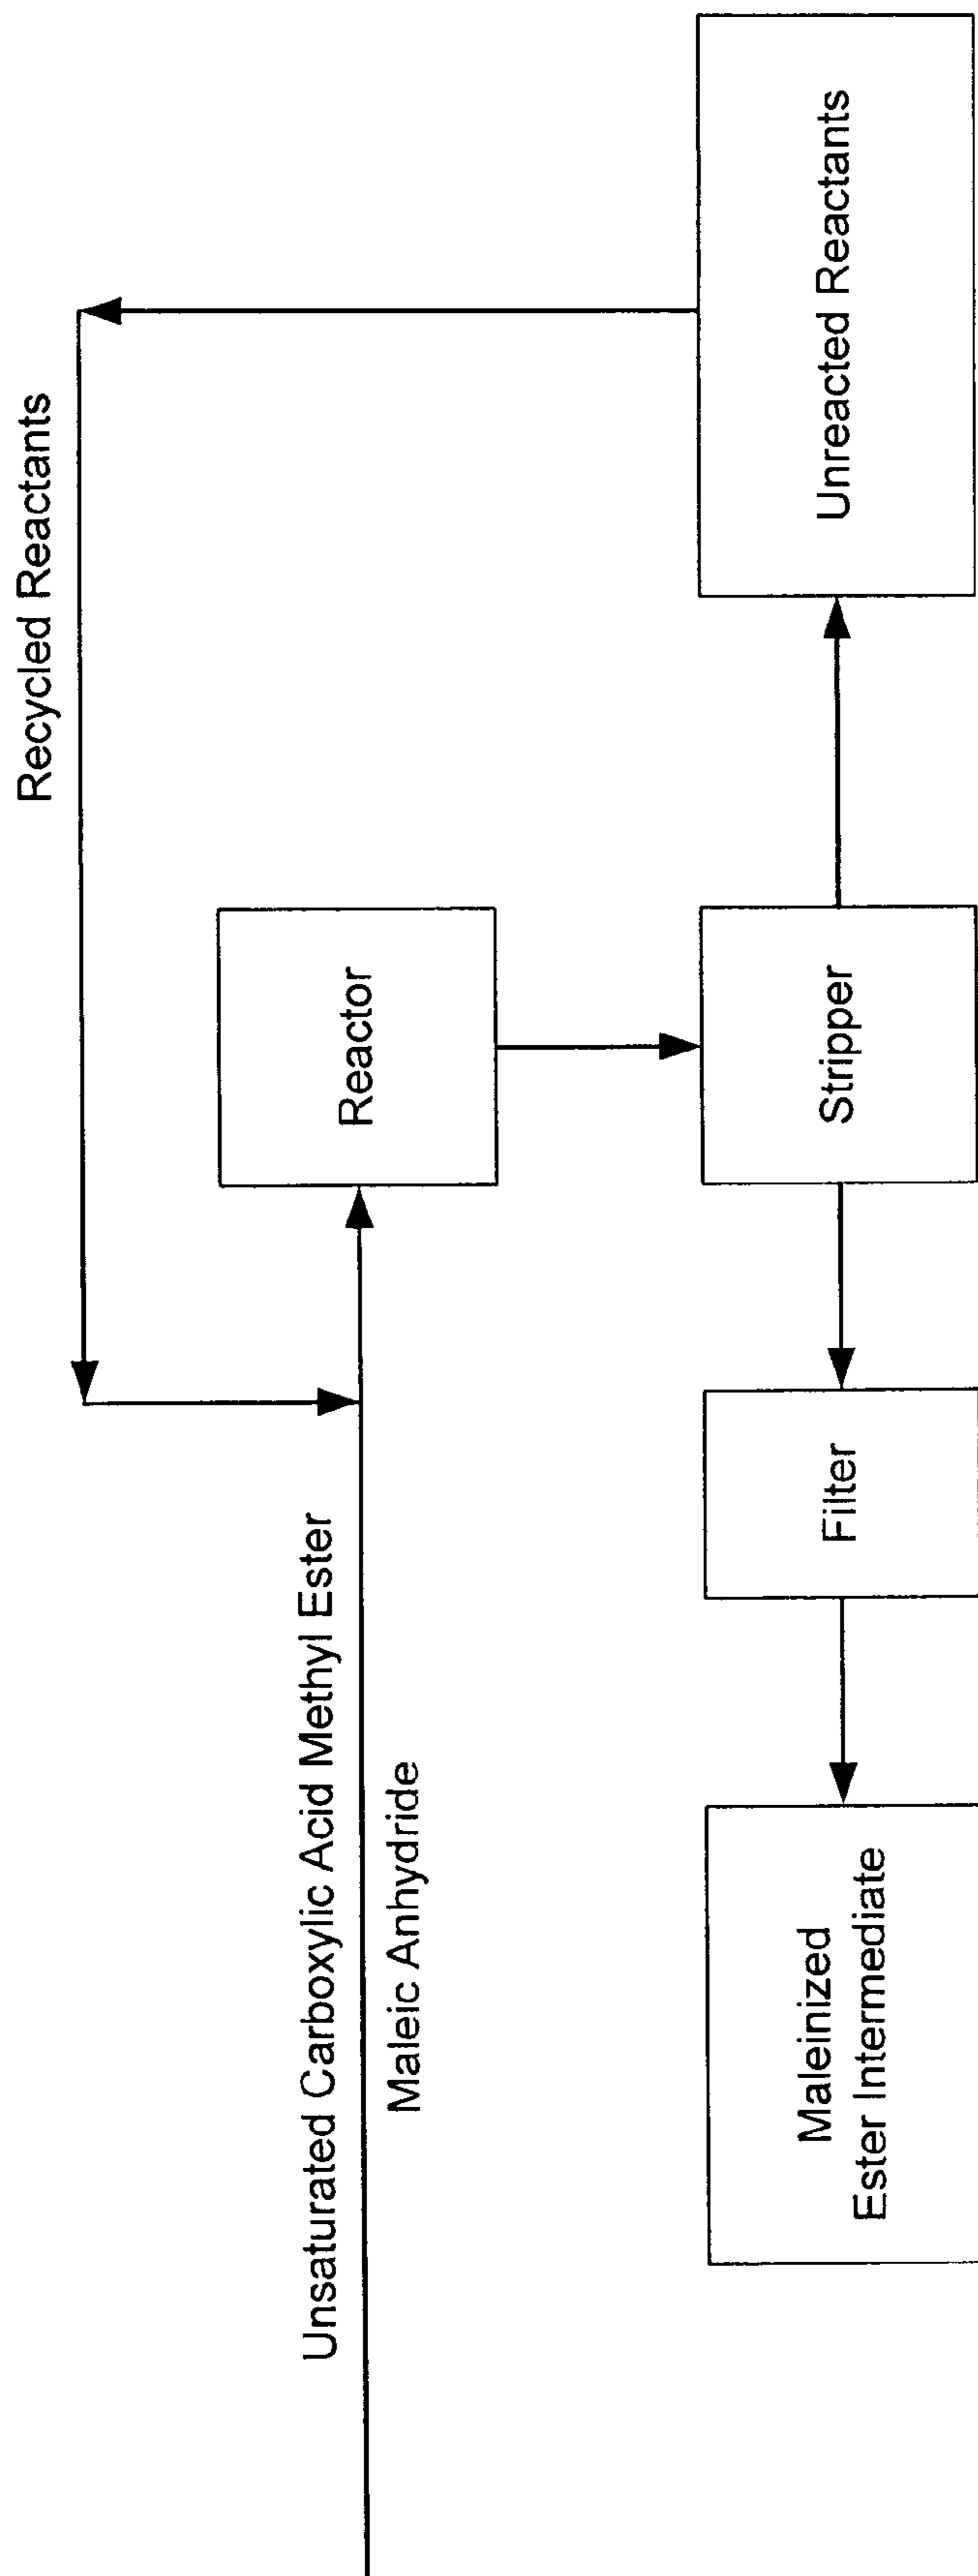 Recycled Reactants
Unsaturated Carboxylic Acid Methyl Ester
Maleic Anhydride
Reactor
Maleinized
Ester Intermediate
Filter
Stripper
Unreacted Reactants